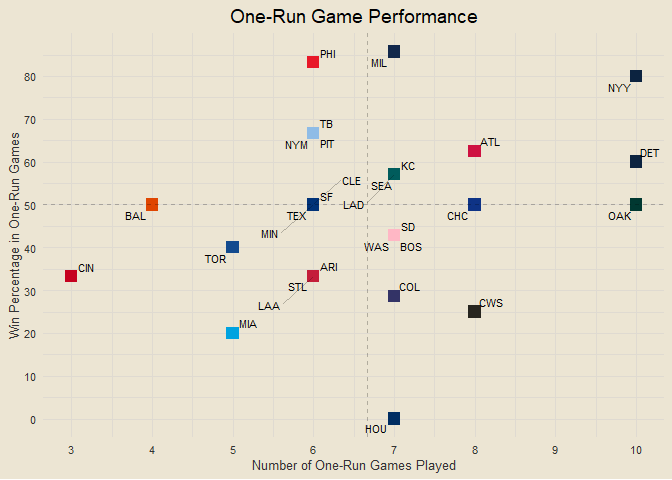 One-Run Game Performance
Win Percentage in One-Run Games
80
70
60
50
40
30
20
10
0
PHI
MIL
NYY
TB
NYM
PIT
ATL
DET
KC
CLE
SEA
SF
LAD
BAL
TEX
CHC
OAK
MIN
SD
WAS
BOS
TOR
CIN
ARI
STL
COL
LAA
CWS
MIA
HOU
3
4
5
6
7
8
9
10
Number of One-Run Games Played